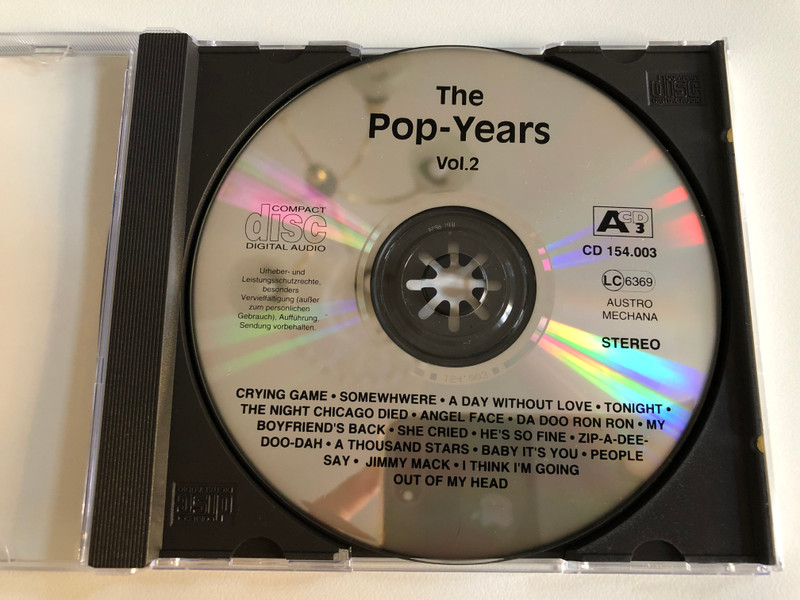 The
Pop-Years
Vol.2
COMPACT
disc
DIGITAL AUDIO
Urheber- und
Leistungsschutzrechte,
besonders
Vervielfältigung (außer
zum persönlichen
Gebrauch), Aufführung,
Sendung vorbehalten.
ACD
3
CD 154.003
LC 6369
AUSTRO
MECHANA
STEREO
CRYING GAME • SOMEWHWERE • A DAY WITHOUT LOVE • TONIGHT •
THE NIGHT CHICAGO DIED • ANGEL FACE • DA DOO RON RON • MY
BOYFRIEND'S BACK • SHE CRIED • HE'S SO FINE • ZIP-A-DEE-
DOO-DAH • A THOUSAND STARS • BABY IT'S YOU • PEOPLE
SAY • JIMMY MACK • I THINK I'M GOING
OUT OF MY HEAD